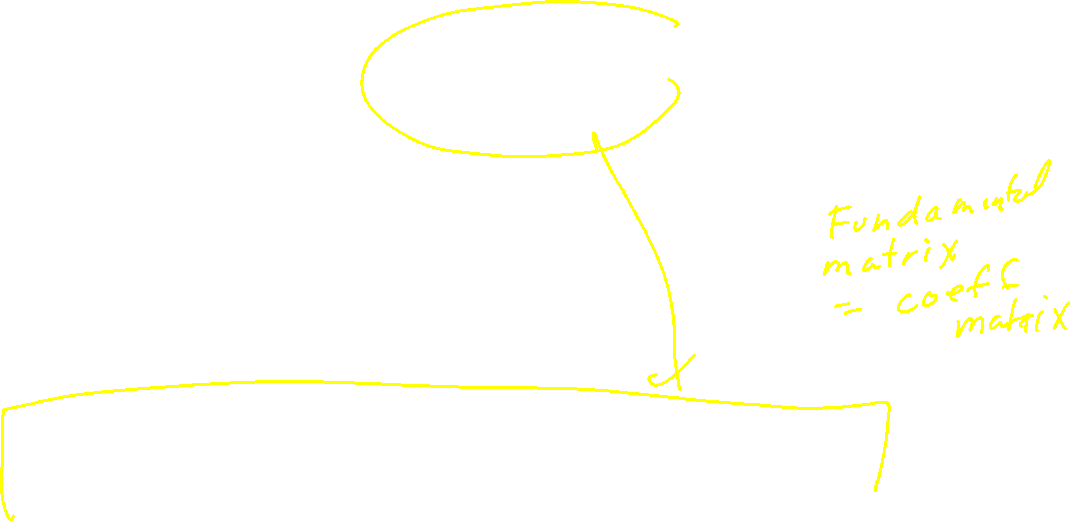 Fundamental
matrix
= coeff
matrix